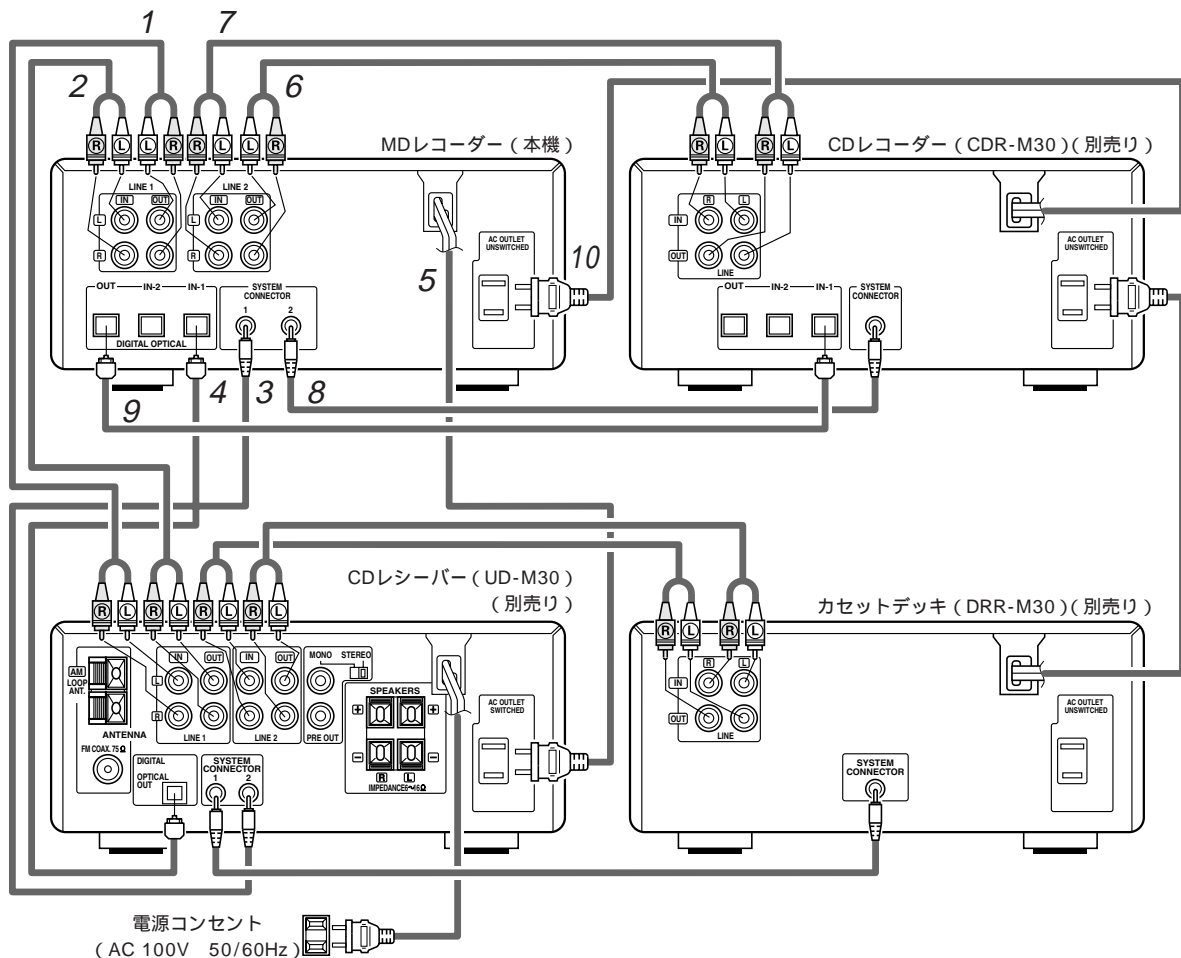 1
7
2
6
R L L R R L L R
R L R L
MDレコーダー（本機）
CDレコーダー（CDR-M30）（別売り）
LINE 1
IN OUT
L
R
LINE 2
IN OUT
L
R
5
AC OUTLET
UNSWITCHED
10
R L
IN
OUT
LINE
AC OUTLET
UNSWITCHED
OUT IN-2 IN-1
DIGITAL OPTICAL
SYSTEM
CONNECTOR
1 2
OUT IN-2 IN-1
SYSTEM
CONNECTOR
9
4
3
8
CDレシーバー（UD-M30）
（別売り）
カセットデッキ（DRR-M30）（別売り）
R L R L R L R L
R L R L
AM
LOOP
ANT.
ANTENNA
FM COAX. 75Ω
IN OUT
L
R
LINE 1
IN OUT
LINE 2
MONO STEREO
PRE OUT
SPEAKERS
+ +
− −
R L
IMPEDANCE6〜16Ω
AC OUTLET
SWITCHED
DIGITAL
OPTICAL
OUT
SYSTEM
CONNECTOR
1 2
R L
IN
OUT
LINE
AC OUTLET
UNSWITCHED
SYSTEM
CONNECTOR
電源コンセント
（AC 100V 50/60Hz）